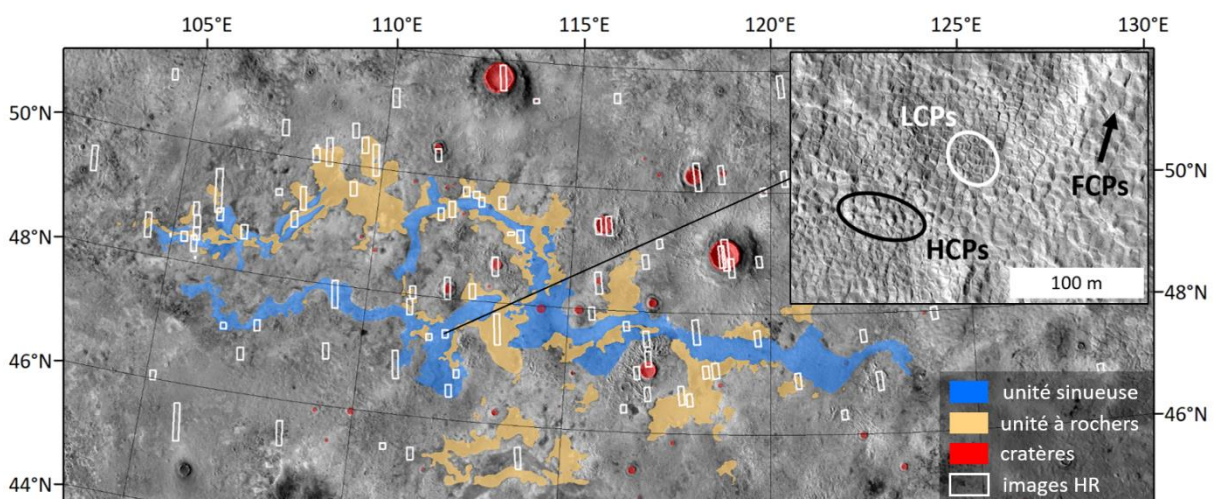 105°E 110°E 115°E 120°E 125°E 130°E
50°N
48°N
46°N
44°N
50°N
48°N
46°N
LCPs
FCPs
HCPs
100 m
unité sinueuse
unité à rochers
cratères
images HR